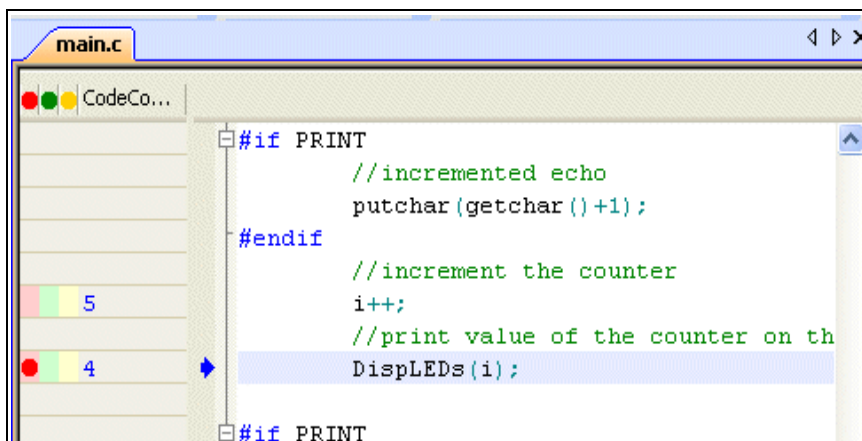 main.c
CodeCo...
#if PRINT
//incremented echo
putchar(getchar()+1);
#endif
//increment the counter
5 i++;
//print value of the counter on th
4 DispLEDs(i);
#if PRINT